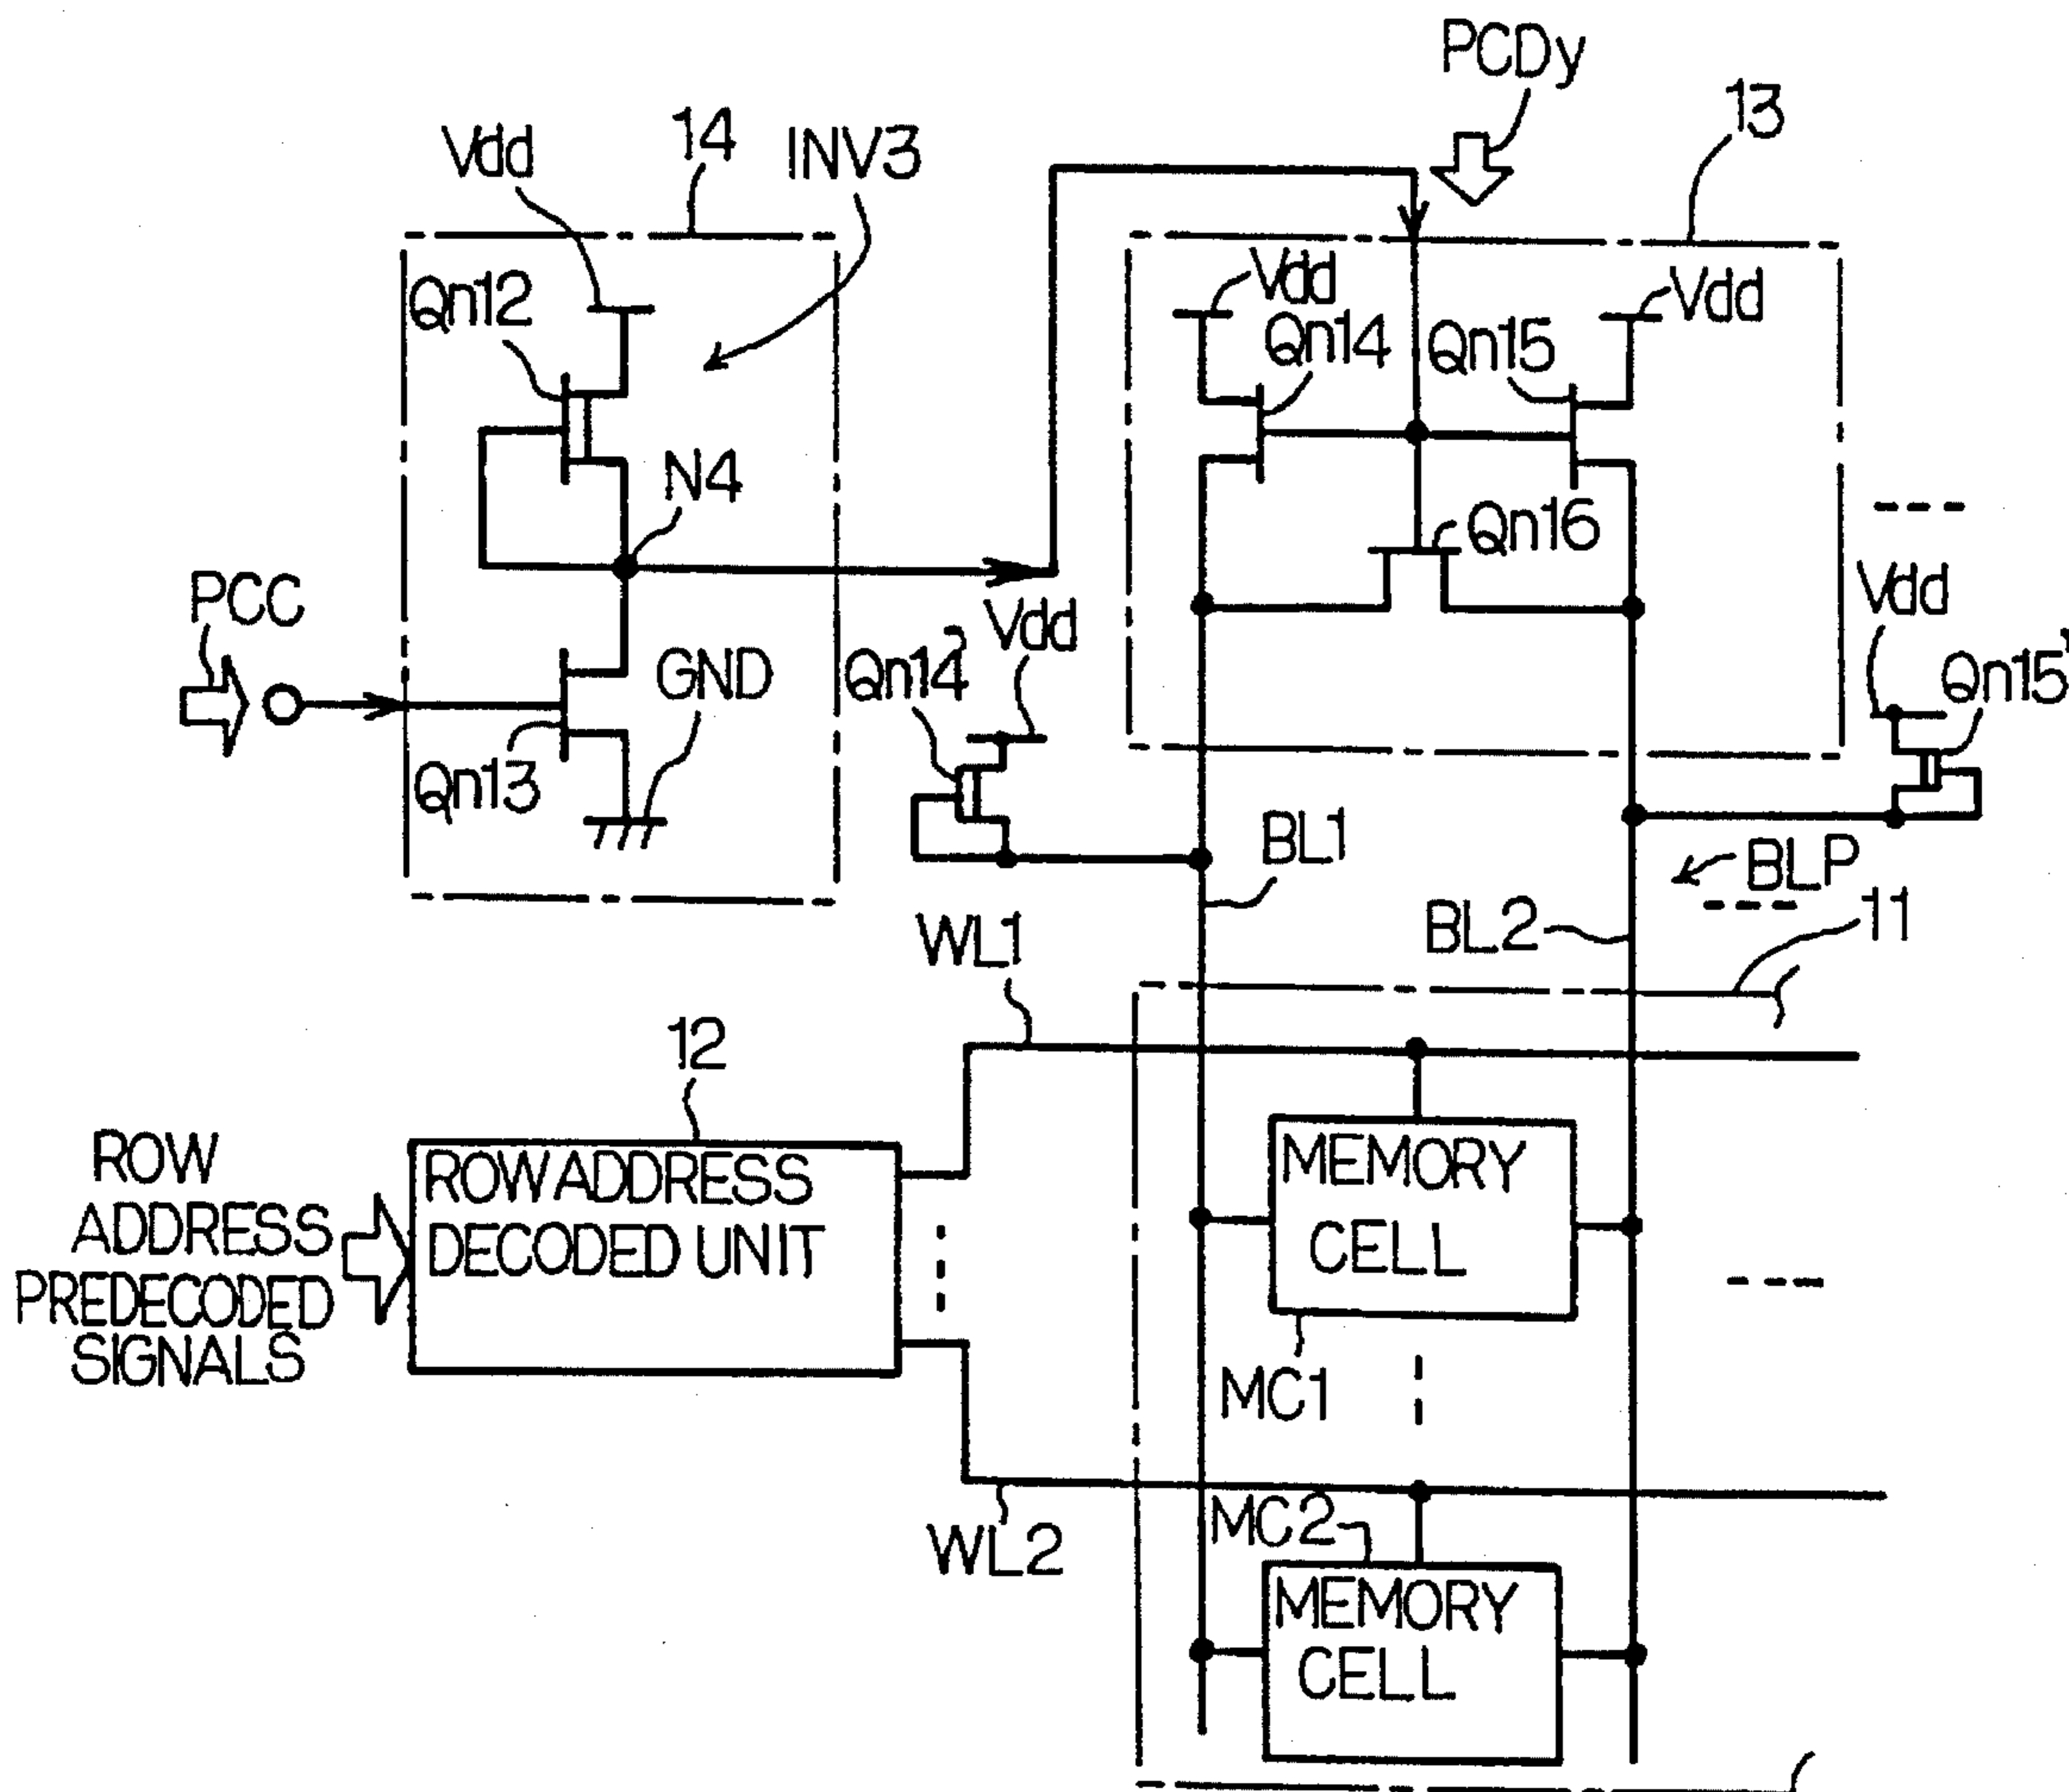 PCDy
13
14
INV3
Vdd
Vdd
Vdd
Qn12
Qn14
Qn15
N4
Qn16
PCC
Vdd
Vdd
GND
Qn14'
Qn15'
Qn13
BL1
BLP
11
WL1
BL2
12
ROW
ADDRESS
PREDECODED
SIGNALS
ROW ADDRESS
DECODED UNIT
MEMORY
CELL
MC1
MC2
WL2
MEMORY
CELL